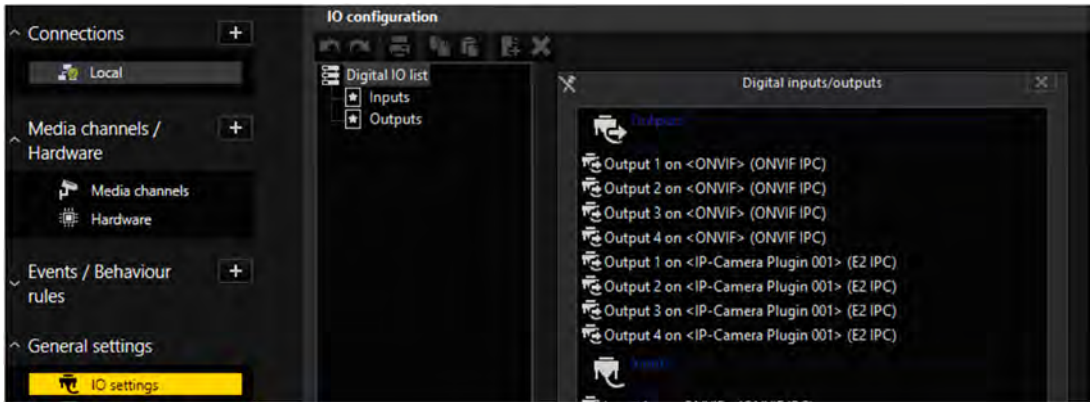 IO configuration
Connections
+
Local
Media channels /
Hardware
+
Media channels
Hardware
Events / Behaviour
rules
+
General settings
IO settings
Digital IO list
Inputs
Outputs
Digital inputs/outputs
Outputs
Output 1 on <ONVIF> (ONVIF IPC)
Output 2 on <ONVIF> (ONVIF IPC)
Output 3 on <ONVIF> (ONVIF IPC)
Output 4 on <ONVIF> (ONVIF IPC)
Output 1 on <IP-Camera Plugin 001> (E2 IPC)
Output 2 on <IP-Camera Plugin 001> (E2 IPC)
Output 3 on <IP-Camera Plugin 001> (E2 IPC)
Output 4 on <IP-Camera Plugin 001> (E2 IPC)
Inputs